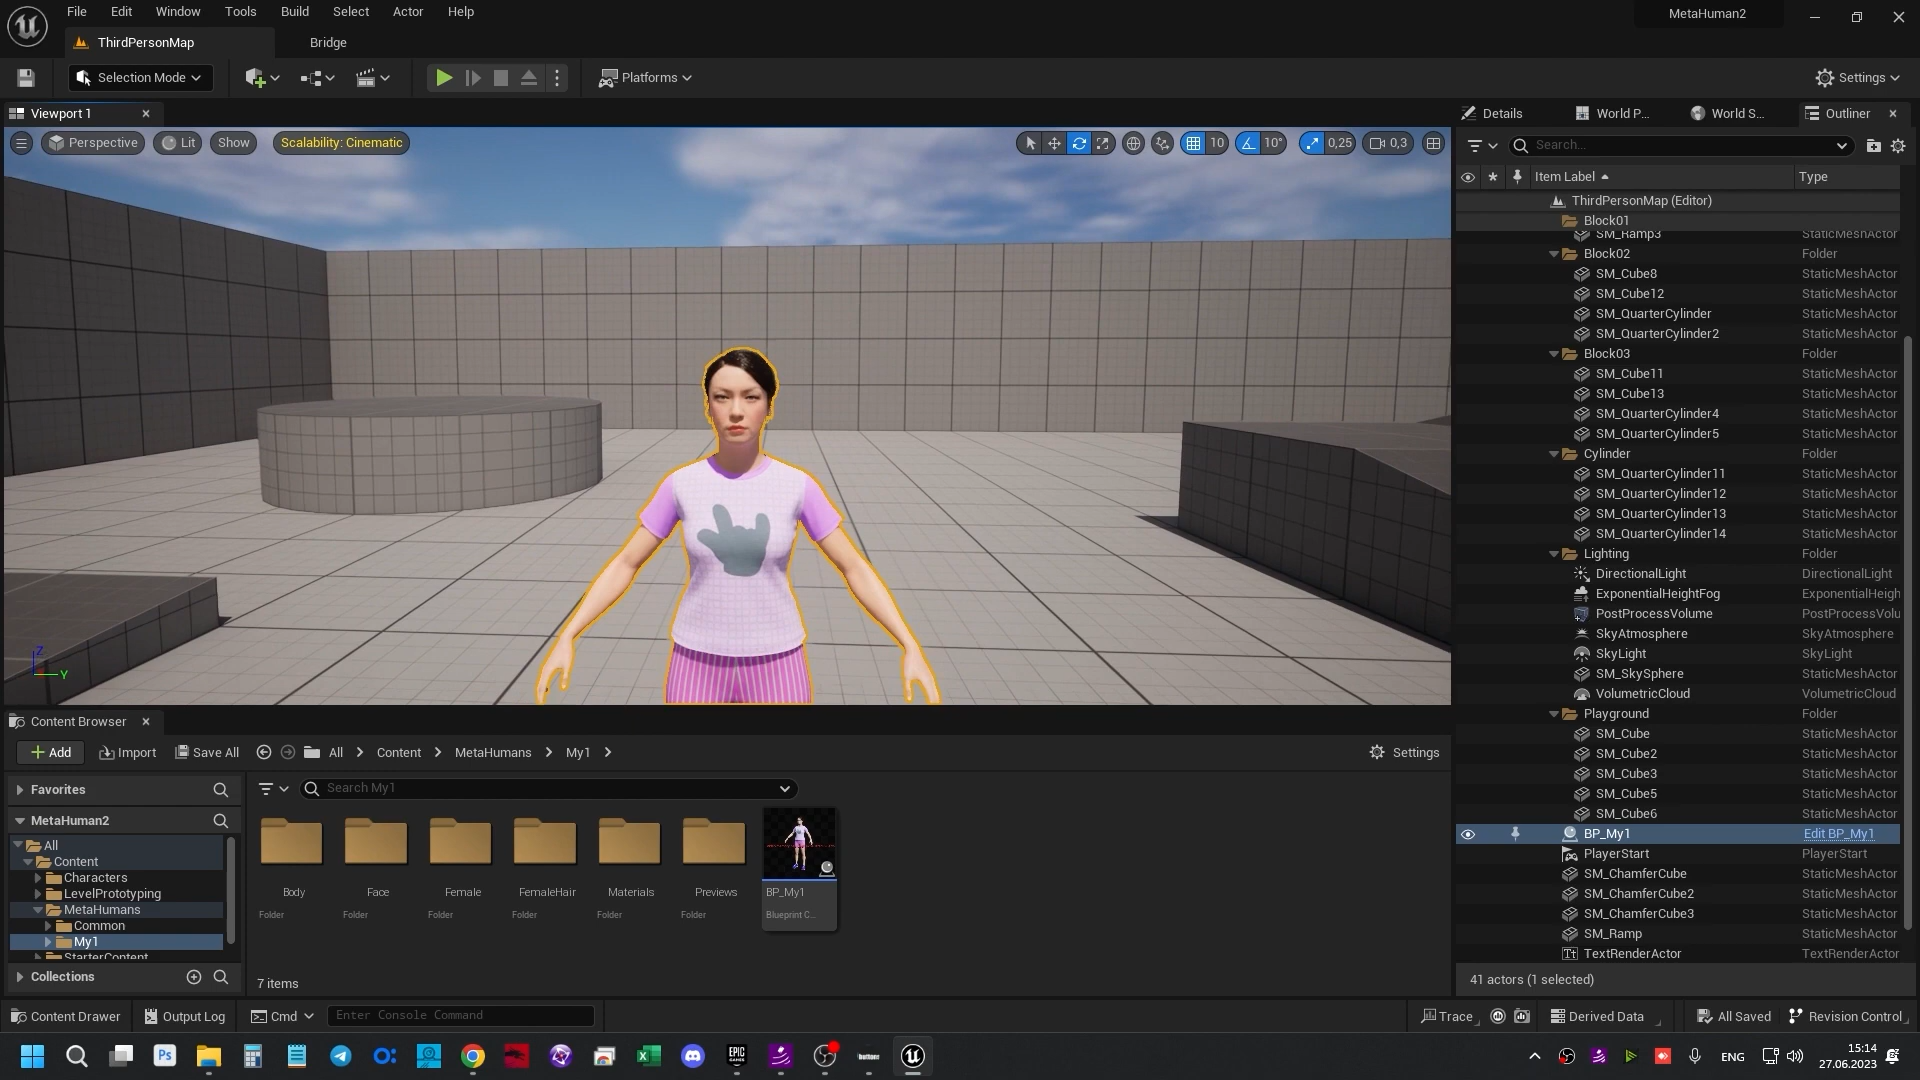 File Edit Window Tools Build Select Actor Help
MetaHuman2
ThirdPersonMap
Bridge
Selection Mode
Platforms
Settings
Viewport 1
Details
World P...
World S...
Outliner
Perspective
Lit
Show
Scalability: Cinematic
10
10°
0,25
0,3
Search...
Item Label
Type
ThirdPersonMap (Editor)
Block01
SM_Ramp3 StaticMeshActor
Block02 Folder
SM_Cube8 StaticMeshActor
SM_Cube12 StaticMeshActor
SM_QuarterCylinder StaticMeshActor
SM_QuarterCylinder2 StaticMeshActor
Block03 Folder
SM_Cube11 StaticMeshActor
SM_Cube13 StaticMeshActor
SM_QuarterCylinder4 StaticMeshActor
SM_QuarterCylinder5 StaticMeshActor
Cylinder Folder
SM_QuarterCylinder11 StaticMeshActor
SM_QuarterCylinder12 StaticMeshActor
SM_QuarterCylinder13 StaticMeshActor
SM_QuarterCylinder14 StaticMeshActor
Lighting Folder
DirectionalLight DirectionalLight
ExponentialHeightFog ExponentialHeigh
PostProcessVolume PostProcessVolu
SkyAtmosphere SkyAtmosphere
SkyLight SkyLight
SM_SkySphere StaticMeshActor
VolumetricCloud VolumetricCloud
Playground Folder
SM_Cube StaticMeshActor
SM_Cube2 StaticMeshActor
SM_Cube3 StaticMeshActor
SM_Cube5 StaticMeshActor
SM_Cube6 StaticMeshActor
BP_My1 Edit BP_My1
PlayerStart PlayerStart
SM_ChamferCube StaticMeshActor
SM_ChamferCube2 StaticMeshActor
SM_ChamferCube3 StaticMeshActor
SM_Ramp StaticMeshActor
TextRenderActor TextRenderActor
41 actors (1 selected)
Z
Y
Content Browser
Add
Import
Save All
All > Content > MetaHumans > My1 >
Settings
Favorites
Search My1
MetaHuman2
All
Content
Characters
LevelPrototyping
MetaHumans
Common
My1
StarterContent
Collections
Body
Folder
Face
Folder
Female
Folder
FemaleHair
Folder
Materials
Folder
Previews
Folder
BP_My1
Blueprint C...
7 items
Content Drawer
Output Log
Cmd
Enter Console Command
Trace
Derived Data
All Saved
Revision Control
Ps
EPIC
GAMES
ENG
15:14
27.06.2023